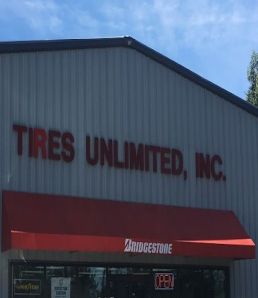 TIRES UNLIMITED, INC.
BRIDGESTONE
OPEN